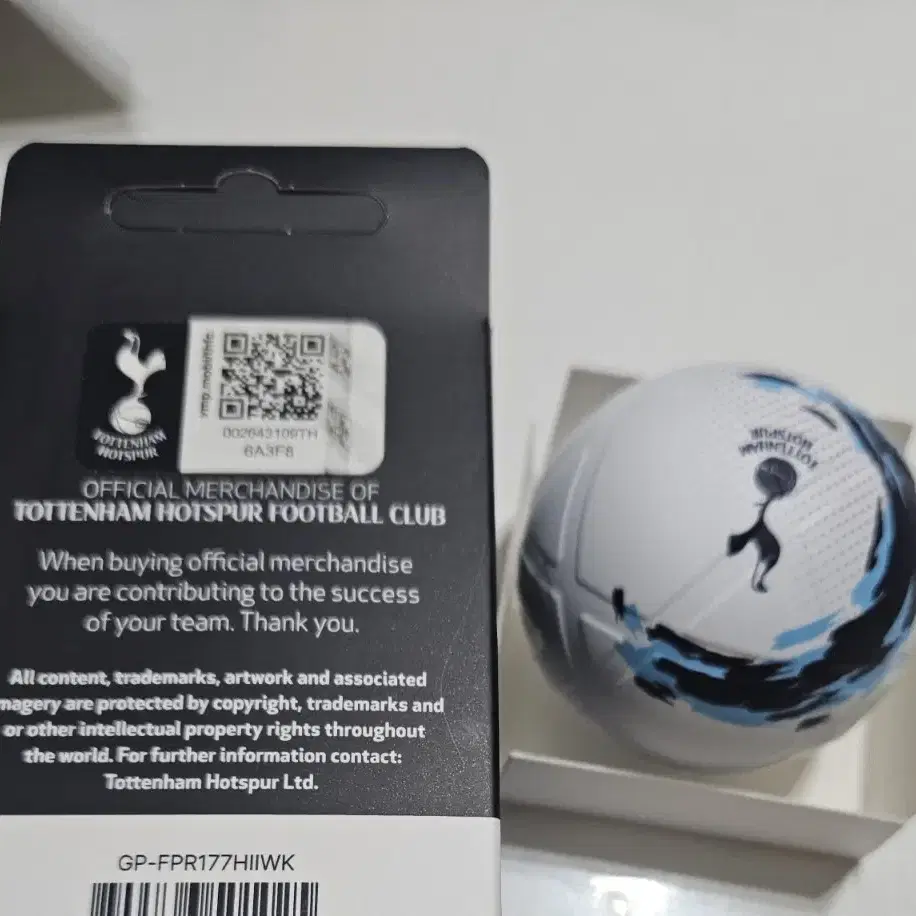 TOTTENHAM
HOTSPUR
002643109TH
6A3F8
OFFICIAL MERCHANDISE OF
TOTTENHAM HOTSPUR FOOTBALL CLUB
When buying official merchandise
you are contributing to the success
of your team. Thank you.
All content, trademarks, artwork and associated
magery are protected by copyright, trademarks and
or other intellectual property rights throughout
the world. For further information contact:
Tottenham Hotspur Ltd.
GP-FPR177HIIWK
TOTTENHAM
HOTSPUR